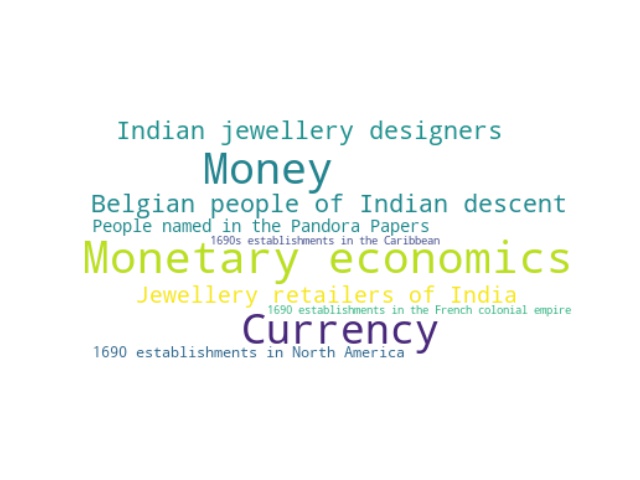 Indian jewellery designers
Money
Belgian people of Indian descent
People named in the Pandora Papers
1690s establishments in the Caribbean
Monetary economics
Jewellery retailers of India
1690 establishments in the French colonial empire
Currency
1690 establishments in North America